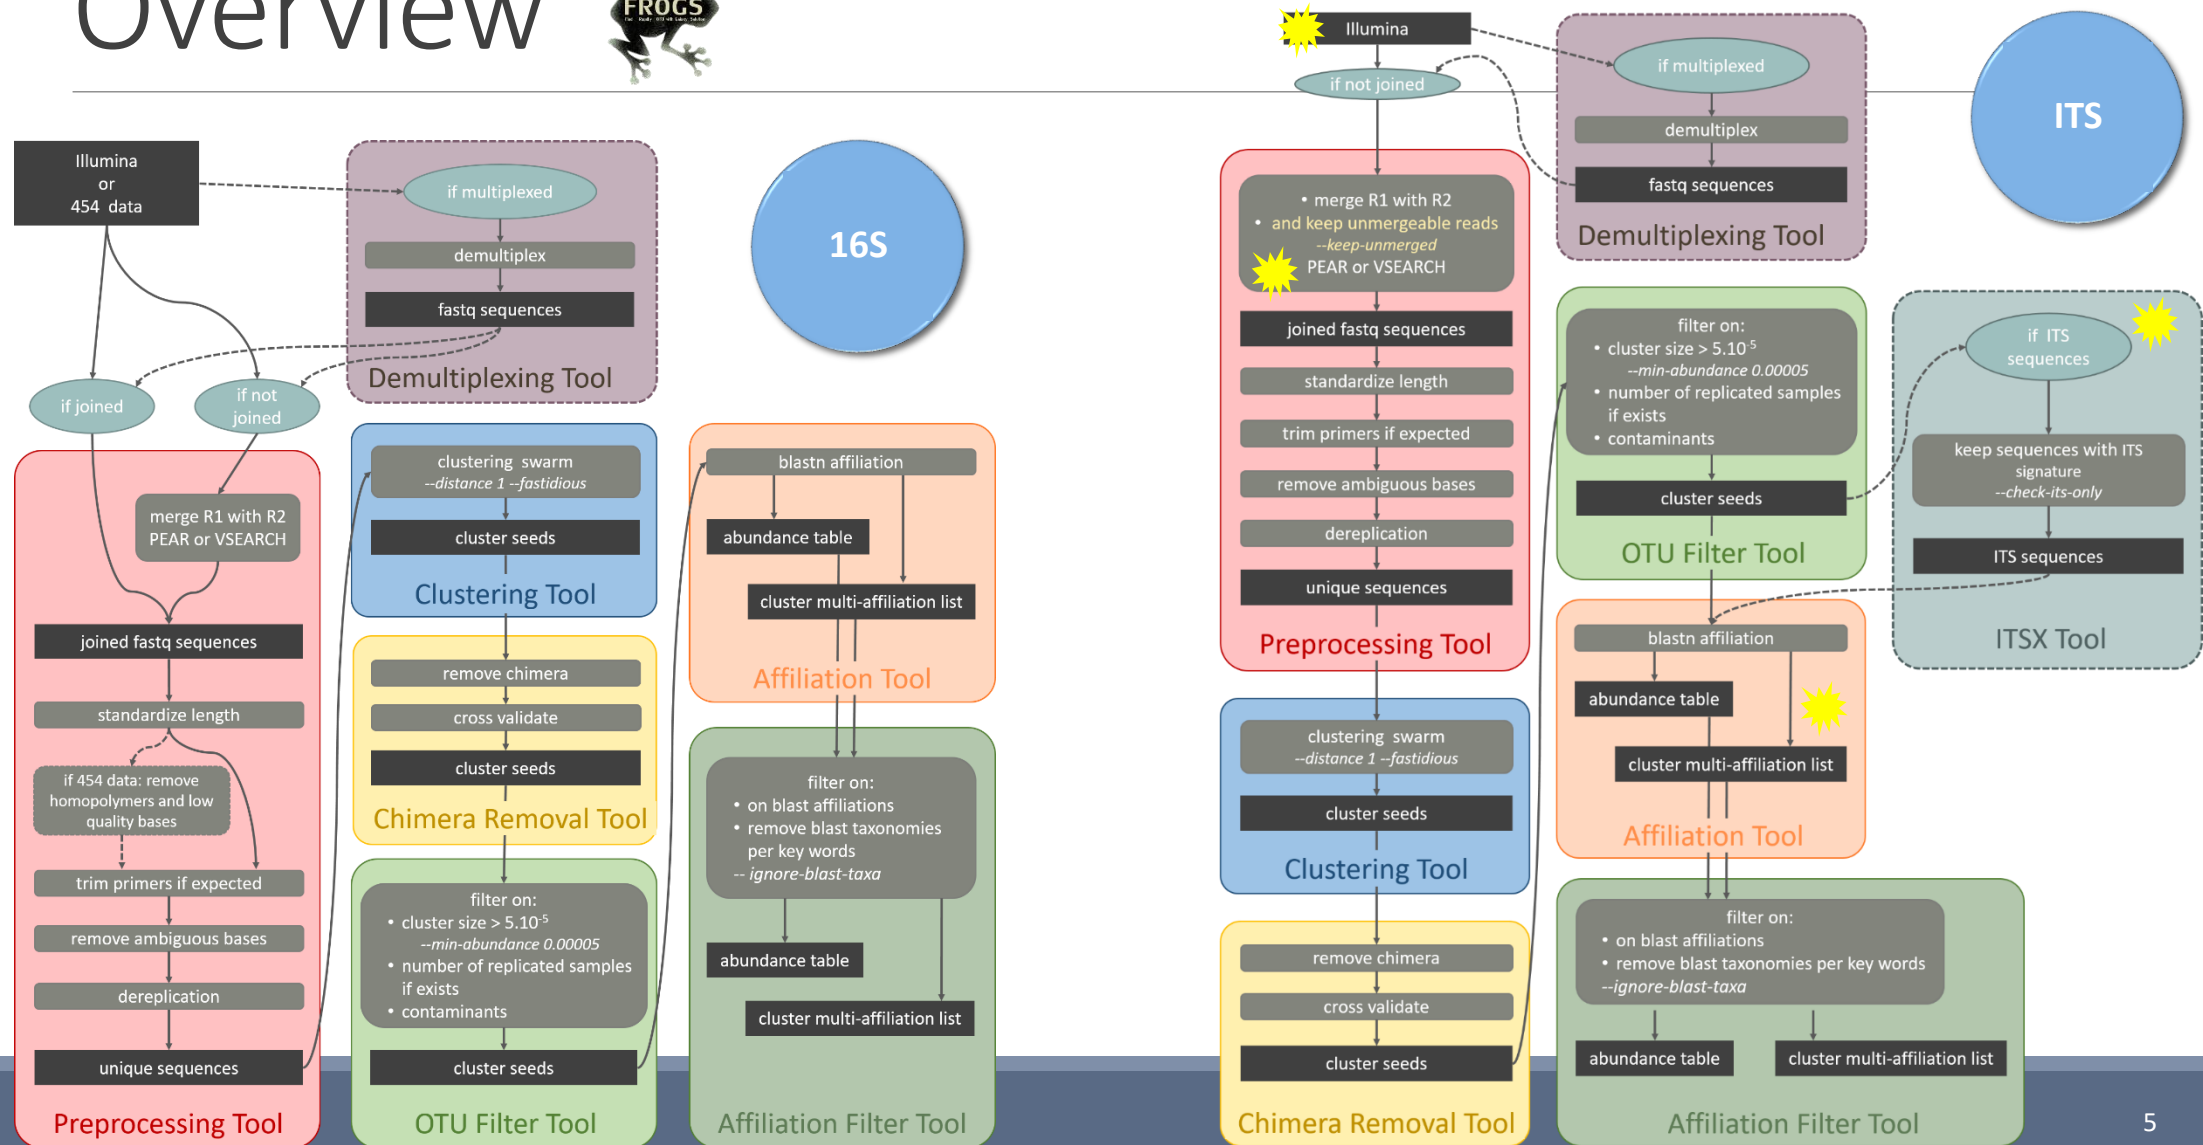 Overview
FROGS
16S
Illumina
or
454 data
if multiplexed
demultiplex
fastq sequences
Demultiplexing Tool
if joined
if not
joined
merge R1 with R2
PEAR or VSEARCH
joined fastq sequences
standardize length
if 454 data: remove
homopolymers and low
quality bases
trim primers if expected
remove ambiguous bases
dereplication
unique sequences
Preprocessing Tool
clustering swarm
--distance 1 --fastidious
cluster seeds
Clustering Tool
remove chimera
cross validate
cluster seeds
Chimera Removal Tool
filter on:
• cluster size > 5.10-5
--min-abundance 0.00005
• number of replicated samples
if exists
• contaminants
cluster seeds
OTU Filter Tool
blastn affiliation
abundance table
cluster multi-affiliation list
Affiliation Tool
filter on:
• on blast affiliations
• remove blast taxonomies
per key words
-- ignore-blast-taxa
abundance table
cluster multi-affiliation list
Affiliation Filter Tool
ITS
Illumina
if not joined
if multiplexed
demultiplex
fastq sequences
Demultiplexing Tool
• merge R1 with R2
• and keep unmergeable reads
--keep-unmerged
PEAR or VSEARCH
joined fastq sequences
standardize length
trim primers if expected
remove ambiguous bases
dereplication
unique sequences
Preprocessing Tool
clustering swarm
--distance 1 --fastidious
cluster seeds
Clustering Tool
remove chimera
cross validate
cluster seeds
Chimera Removal Tool
filter on:
• cluster size > 5.10-5
--min-abundance 0.00005
• number of replicated samples
if exists
• contaminants
cluster seeds
OTU Filter Tool
if ITS
sequences
keep sequences with ITS
signature
--check-its-only
ITS sequences
ITSX Tool
blastn affiliation
abundance table
cluster multi-affiliation list
Affiliation Tool
filter on:
• on blast affiliations
• remove blast taxonomies per key words
--ignore-blast-taxa
abundance table
cluster multi-affiliation list
Affiliation Filter Tool
5